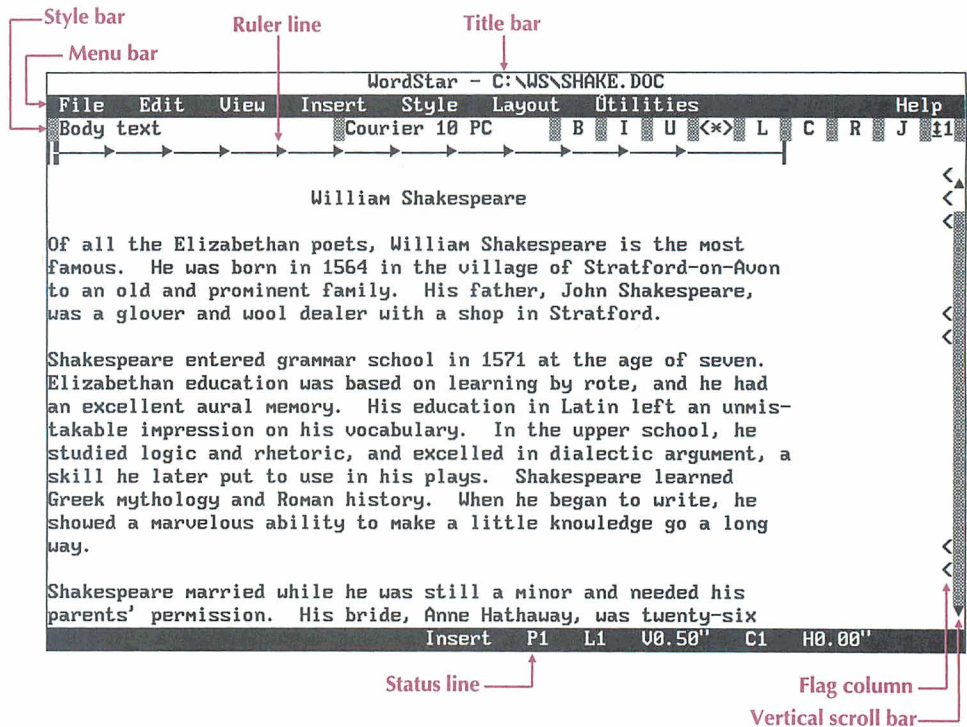 Style bar
Ruler line
Title bar
Menu bar
WordStar - C:\WS\SHAKE.DOC
File Edit View Insert Style Layout Utilities Help
Body text Courier 10 PC B I U <*> L C R J ‡1
William Shakespeare
Of all the Elizabethan poets, William Shakespeare is the most
famous. He was born in 1564 in the village of Stratford-on-Avon
to an old and prominent family. His father, John Shakespeare,
was a glover and wool dealer with a shop in Stratford.
Shakespeare entered grammar school in 1571 at the age of seven.
Elizabethan education was based on learning by rote, and he had
an excellent aural memory. His education in Latin left an unmis-
takable impression on his vocabulary. In the upper school, he
studied logic and rhetoric, and excelled in dialectic argument, a
skill he later put to use in his plays. Shakespeare learned
Greek mythology and Roman history. When he began to write, he
showed a marvelous ability to make a little knowledge go a long
way.
Shakespeare married while he was still a minor and needed his
parents' permission. His bride, Anne Hathaway, was twenty-six
Insert P1 L1 V0.50" C1 H0.00"
Status line
Flag column
Vertical scroll bar